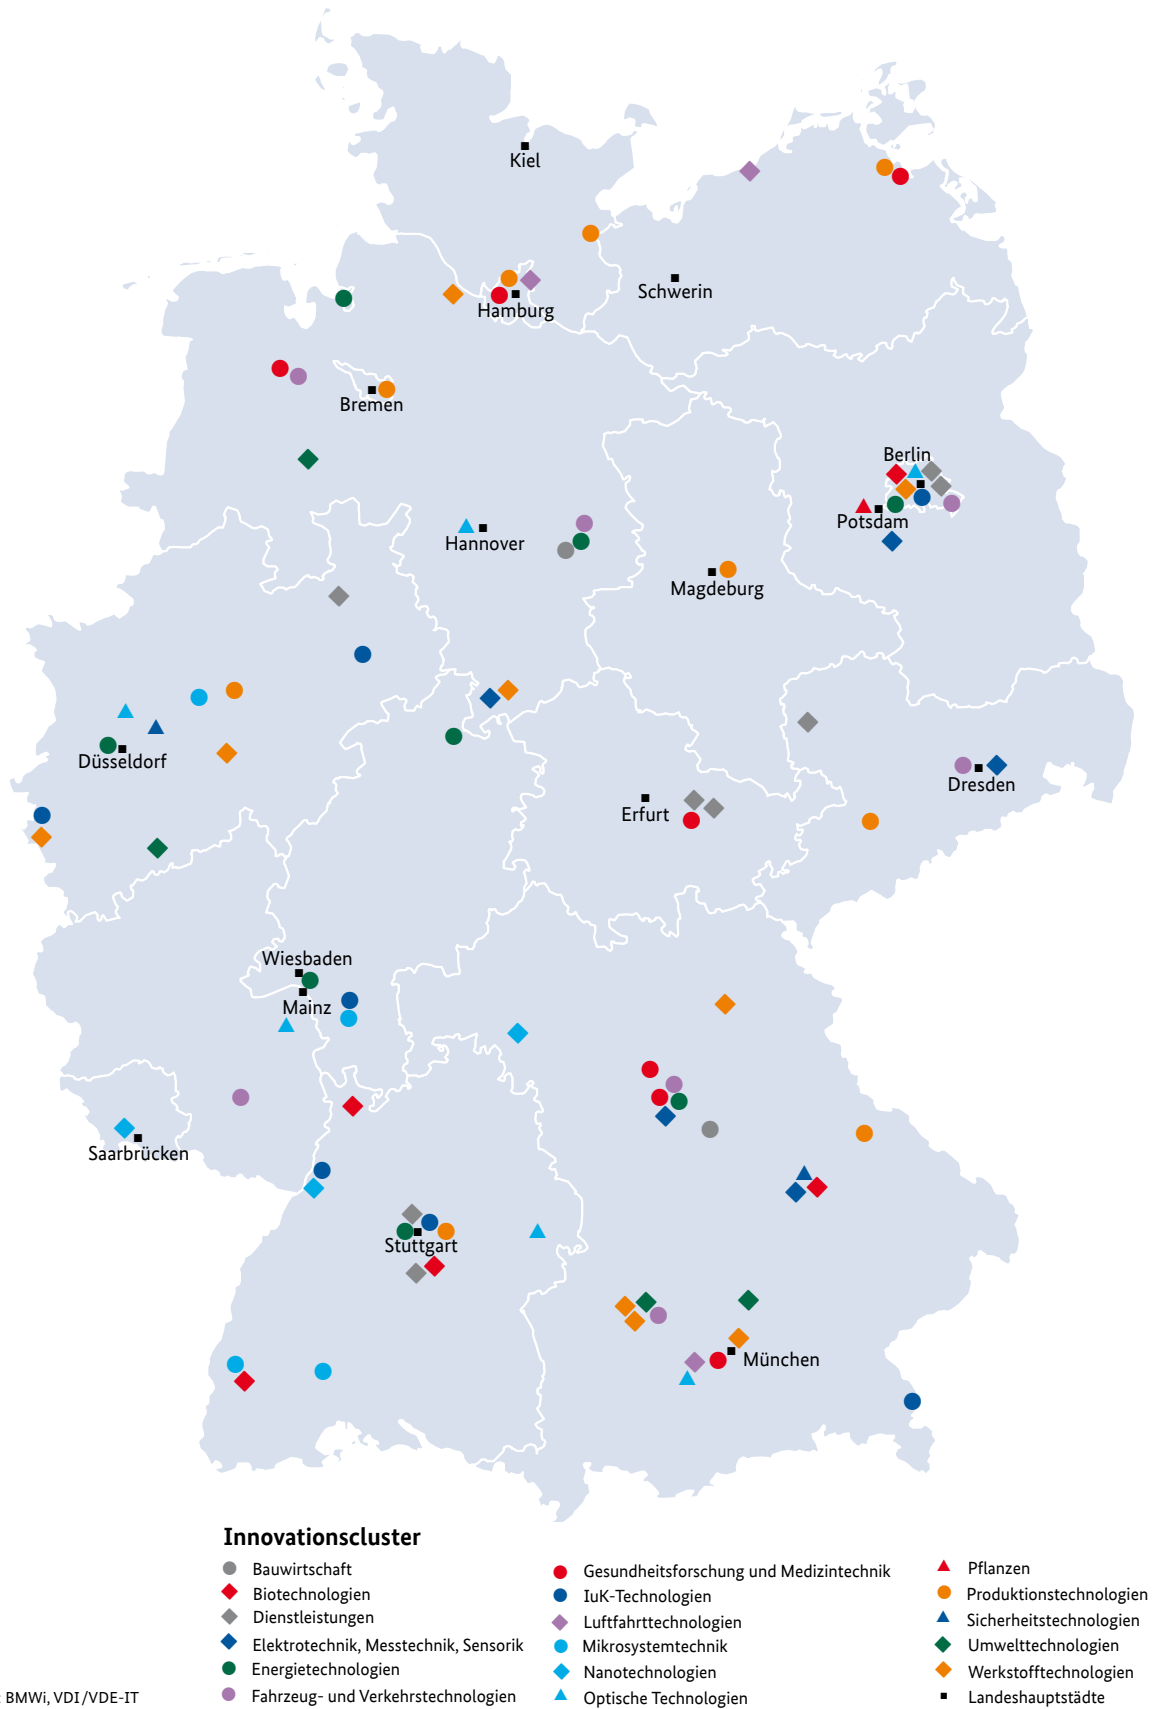 Kiel
Schwerin
Hamburg
Bremen
Berlin
Potsdam
Hannover
Magdeburg
Düsseldorf
Dresden
Erfurt
Wiesbaden
Mainz
Saarbrücken
Stuttgart
München
Innovationscluster
Bauwirtschaft
Biotechnologien
Dienstleistungen
Elektrotechnik, Messtechnik, Sensorik
Energietechnologien
Fahrzeug- und Verkehrstechnologien
Gesundheitsforschung und Medizintechnik
IuK-Technologien
Luftfahrttechnologien
Mikrosystemtechnik
Nanotechnologien
Optische Technologien
Pflanzen
Produktionstechnologien
Sicherheitstechnologien
Umwelttechnologien
Werkstofftechnologien
Landeshauptstädte
: BMWi, VDI/VDE-IT